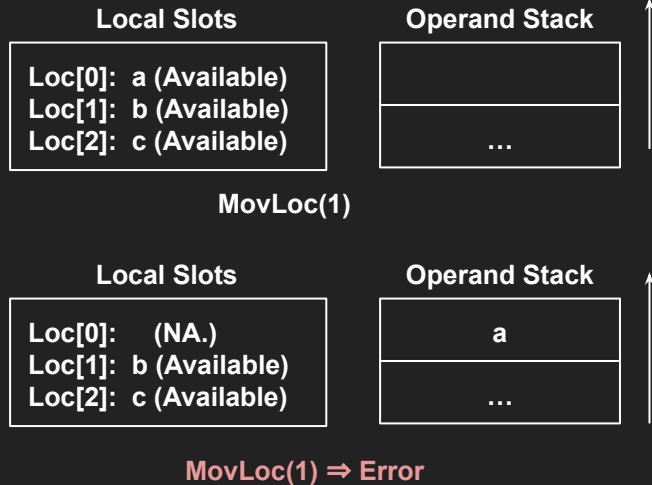 Local Slots
Operand Stack
Loc[0]: a (Available)
Loc[1]: b (Available)
Loc[2]: c (Available)
...
MovLoc(1)
Local Slots
Operand Stack
Loc[0]: (NA.)
Loc[1]: b (Available)
Loc[2]: c (Available)
a
...
MovLoc(1) ⇒ Error